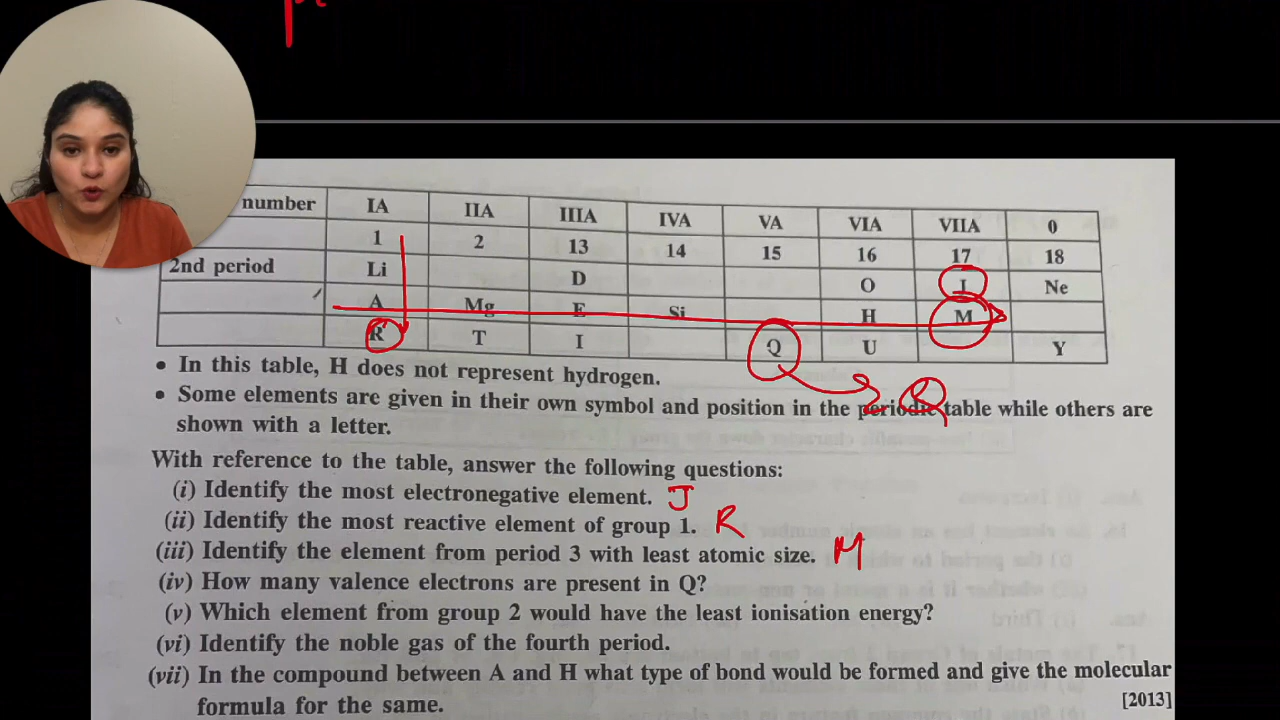 number IA IIA IIIA IVA VA VIA VIIA 0
1 2 13 14 15 16 17 18
2nd period Li D O J Ne
A Mg E Si H M
R T I Q U Y
• In this table, H does not represent hydrogen.
• Some elements are given in their own symbol and position in the periodic table while others are
shown with a letter.
With reference to the table, answer the following questions:
(i) Identify the most electronegative element. J
(ii) Identify the most reactive element of group 1. R
(iii) Identify the element from period 3 with least atomic size. M
(iv) How many valence electrons are present in Q?
(v) Which element from group 2 would have the least ionisation energy?
(vi) Identify the noble gas of the fourth period.
(vii) In the compound between A and H what type of bond would be formed and give the molecular
formula for the same. [2013]